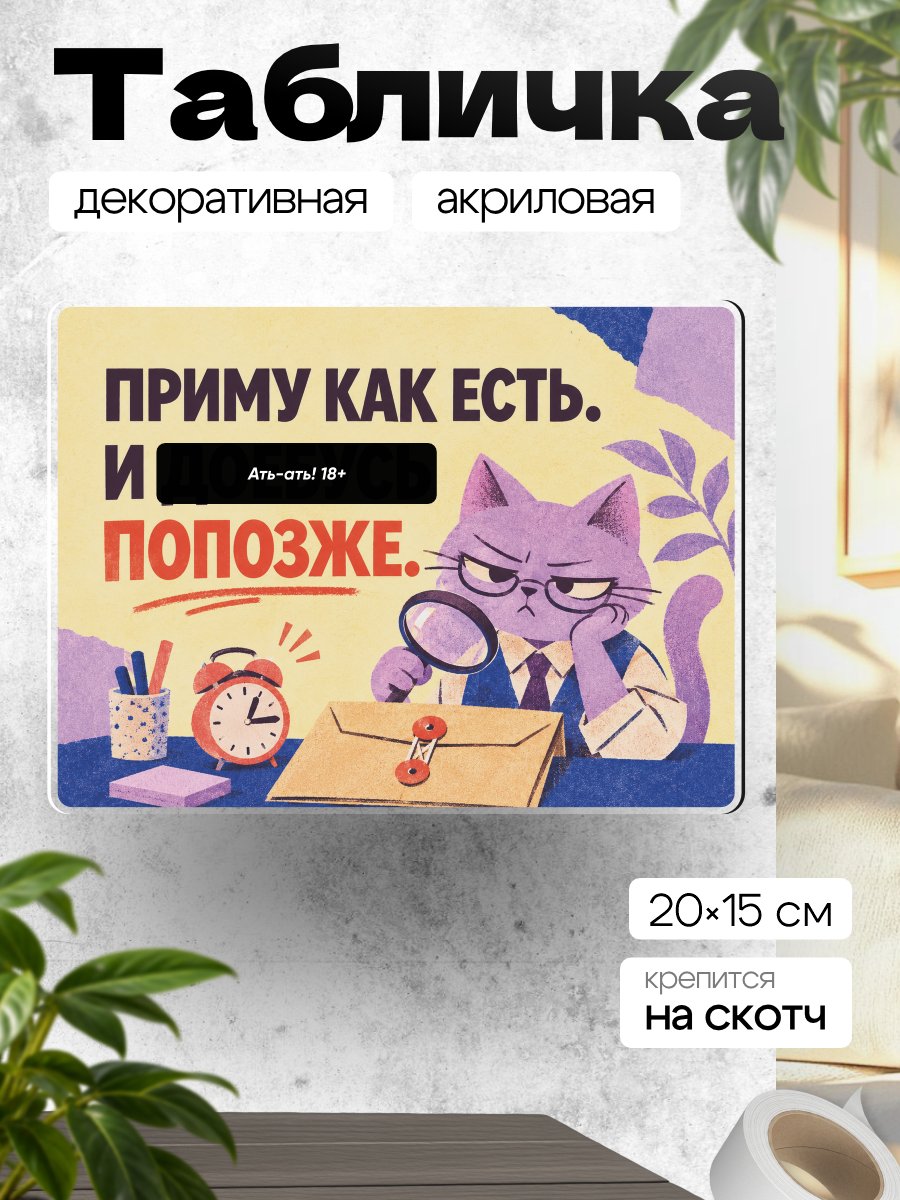 Табличка
декоративная
акриловая
ПРИМУ КАК ЕСТЬ.
И
Ать-ать! 18+
ПОПОЗЖЕ.
20×15 см
крепится
на скотч